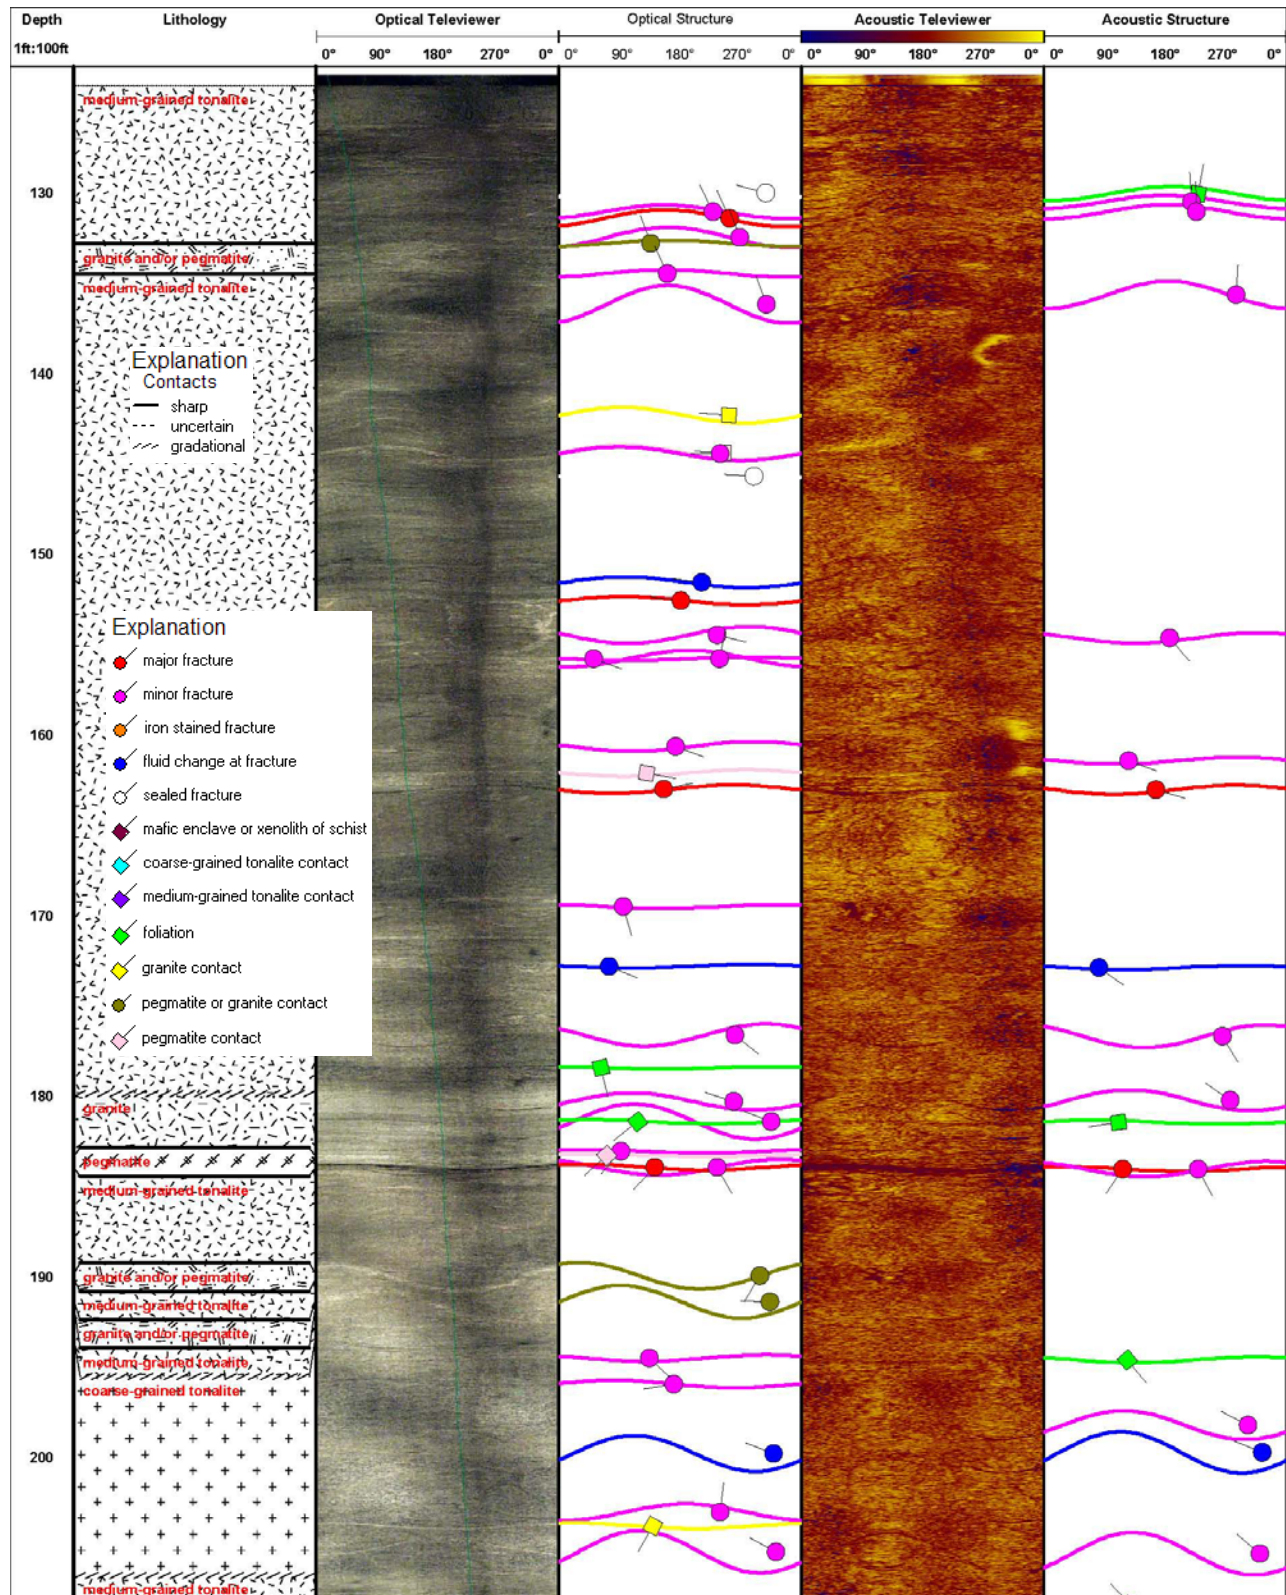 Depth Lithology Optical Televiewer Optical Structure Acoustic Televiewer Acoustic Structure
1ft:100ft 0° 90° 180° 270° 0° 0° 90° 180° 270° 0° 0° 90° 180° 270° 0° 0° 90° 180° 270° 0°
medium-grained tonalite
130
granite and/or pegmatite
medium-grained tonalite
Explanation
Contacts
140
sharp
uncertain
gradational
150
Explanation
major fracture
minor fracture
iron stained fracture
160
fluid change at fracture
sealed fracture
mafic enclave or xenolith of schist
coarse-grained tonalite contact
medium-grained tonalite contact
170
foliation
granite contact
pegmatite or granite contact
pegmatite contact
180
granite
pegmatite
medium-grained tonalite
190
granite and/or pegmatite
medium-grained tonalite
granite and/or pegmatite
medium-grained tonalite
coarse-grained tonalite
200
medium-grained tonalite